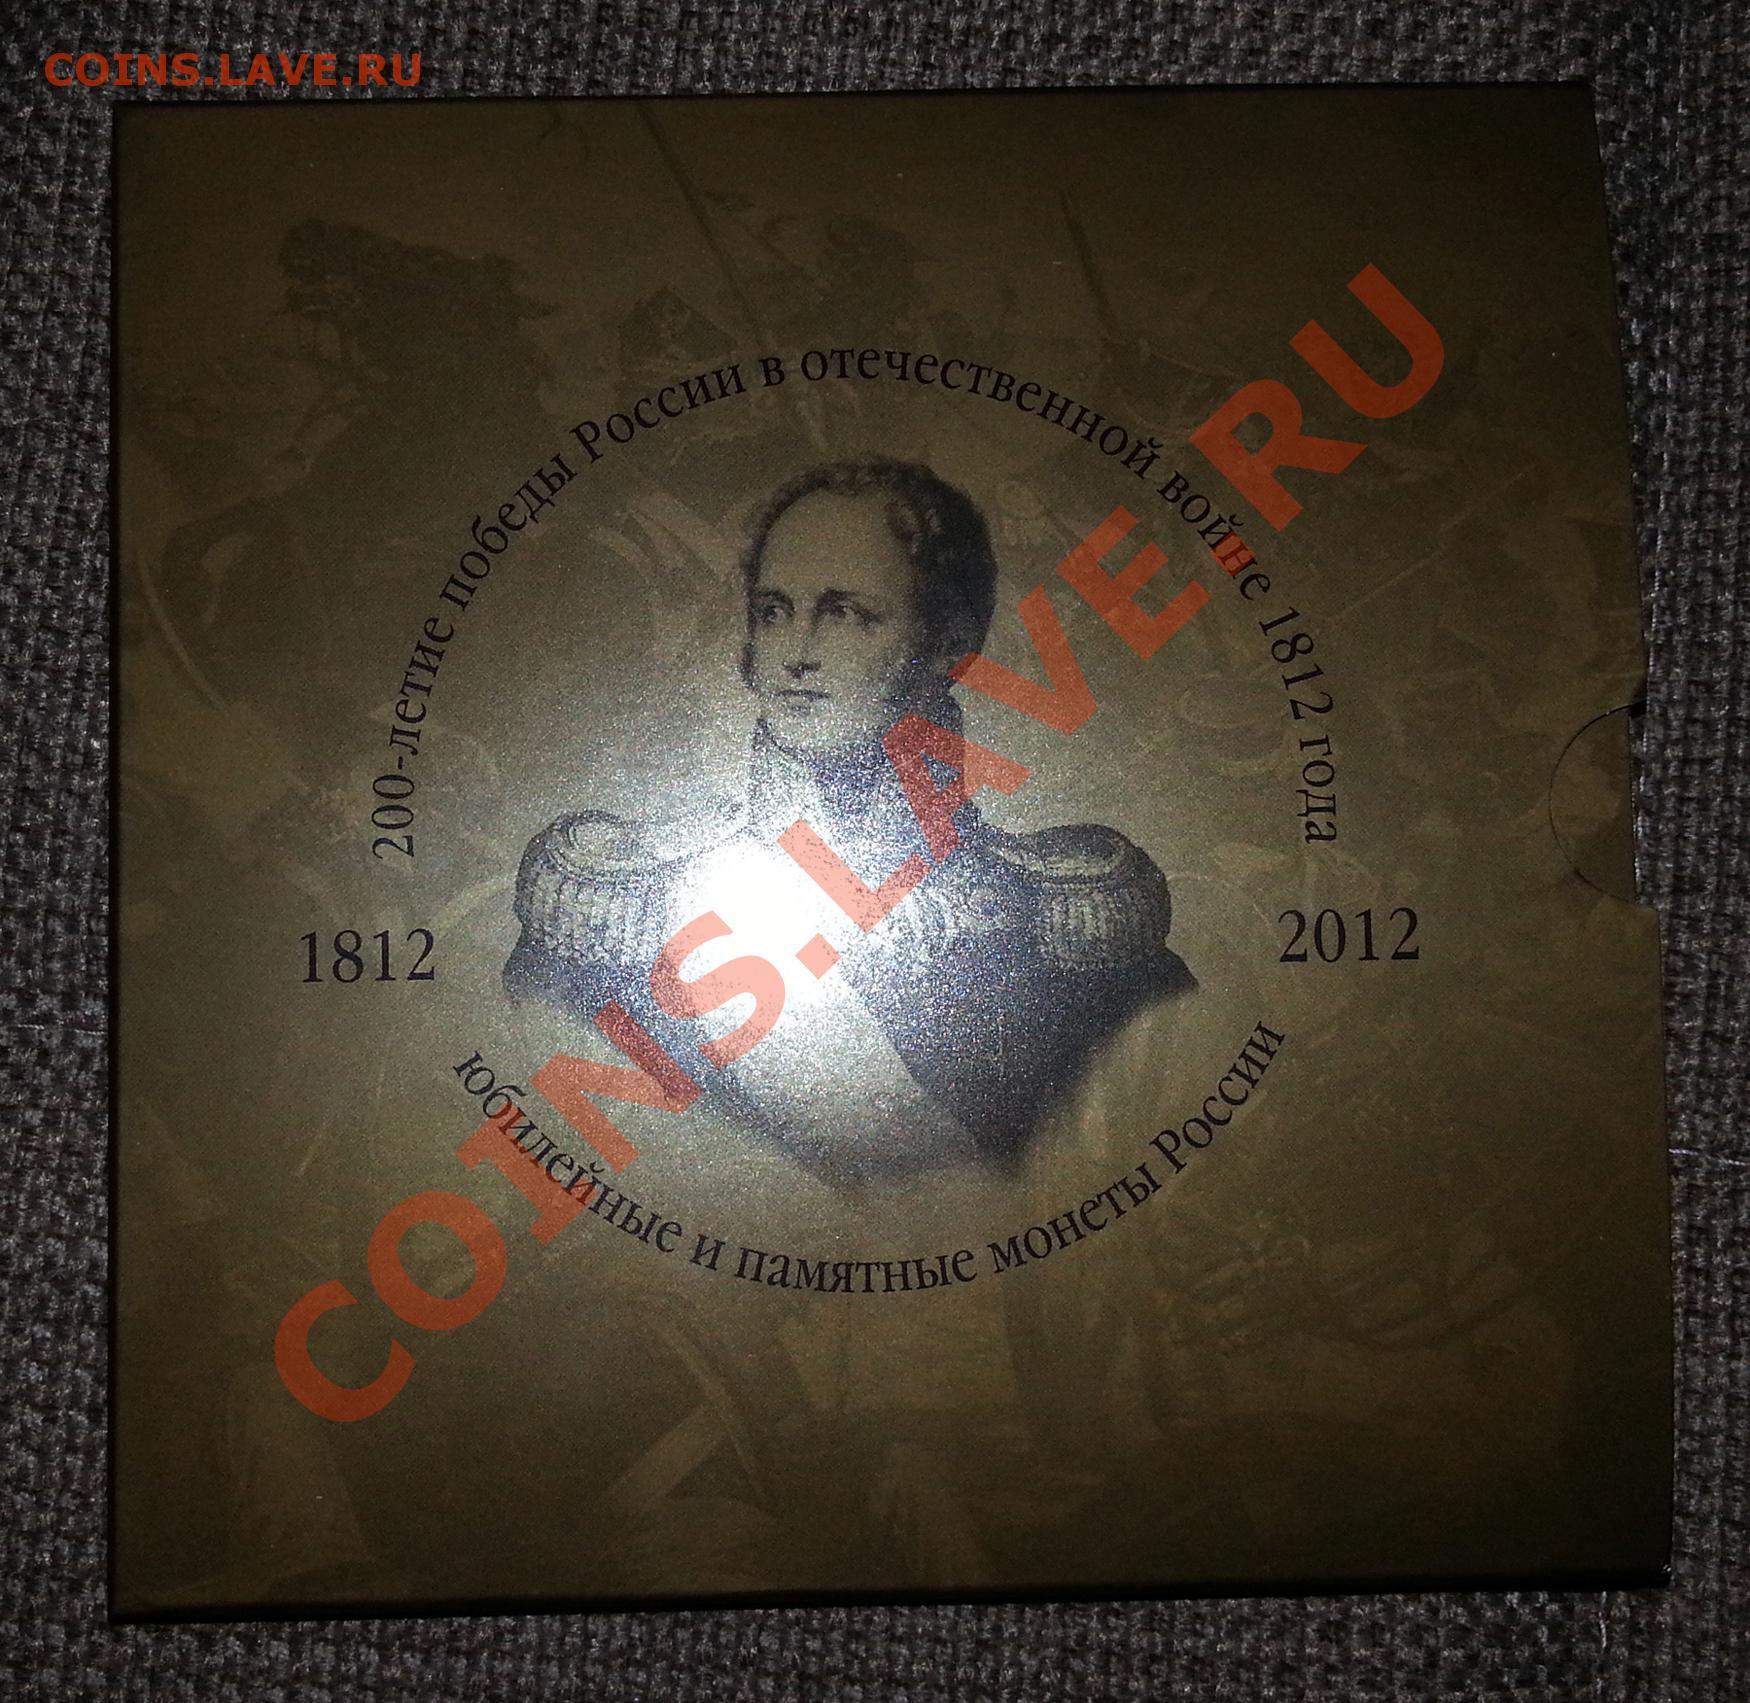 COINS.LAVE.RU
200-летие победы России в отечественной войне 1812 года
1812
2012
юбилейные и памятные монеты России
COINS.LAVE.RU